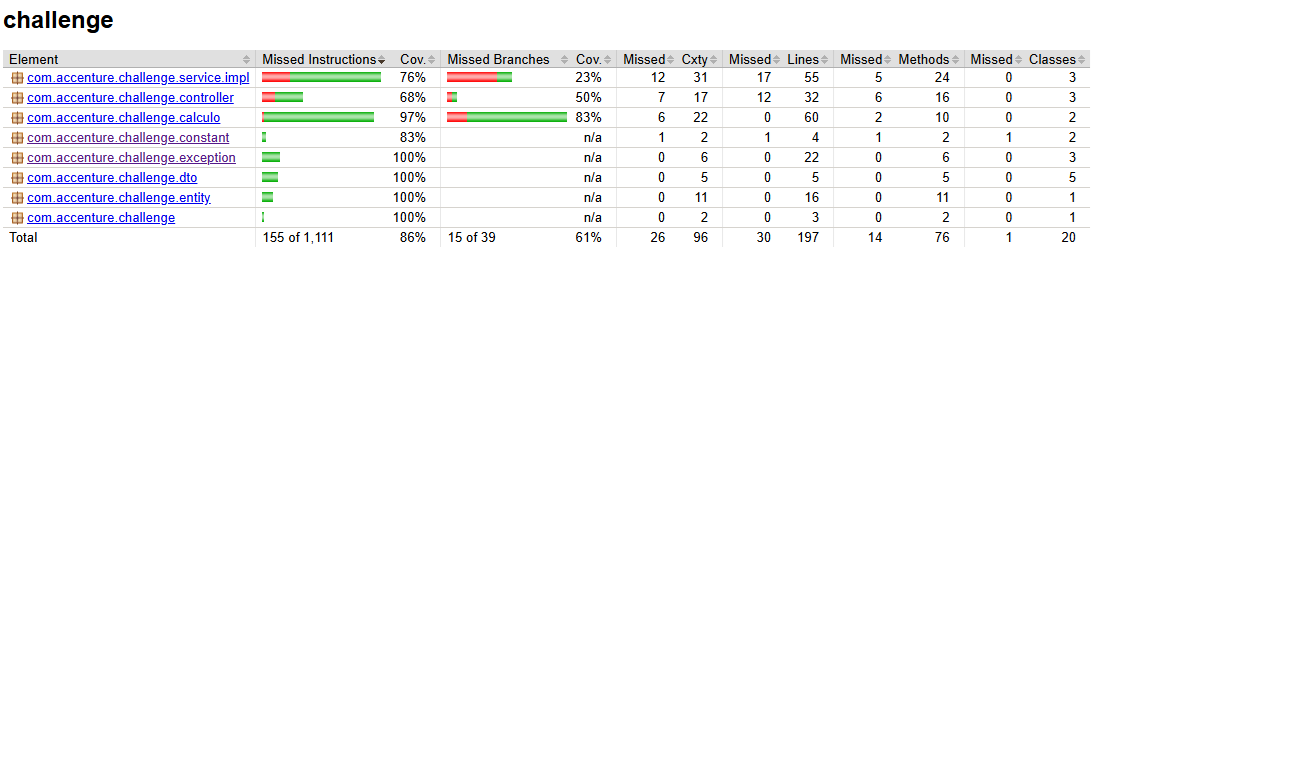 challenge
Element Missed Instructions Cov. Missed Branches Cov. Missed Cxty Missed Lines Missed Methods Missed Classes
com.accenture.challenge.service.impl 76% 23% 12 31 17 55 5 24 0 3
com.accenture.challenge.controller 68% 50% 7 17 12 32 6 16 0 3
com.accenture.challenge.calculo 97% 83% 6 22 0 60 2 10 0 2
com.accenture.challenge.constant 83% n/a 1 2 1 4 1 2 1 2
com.accenture.challenge.exception 100% n/a 0 6 0 22 0 6 0 3
com.accenture.challenge.dto 100% n/a 0 5 0 5 0 5 0 5
com.accenture.challenge.entity 100% n/a 0 11 0 16 0 11 0 1
com.accenture.challenge 100% n/a 0 2 0 3 0 2 0 1
Total 155 of 1,111 86% 15 of 39 61% 26 96 30 197 14 76 1 20